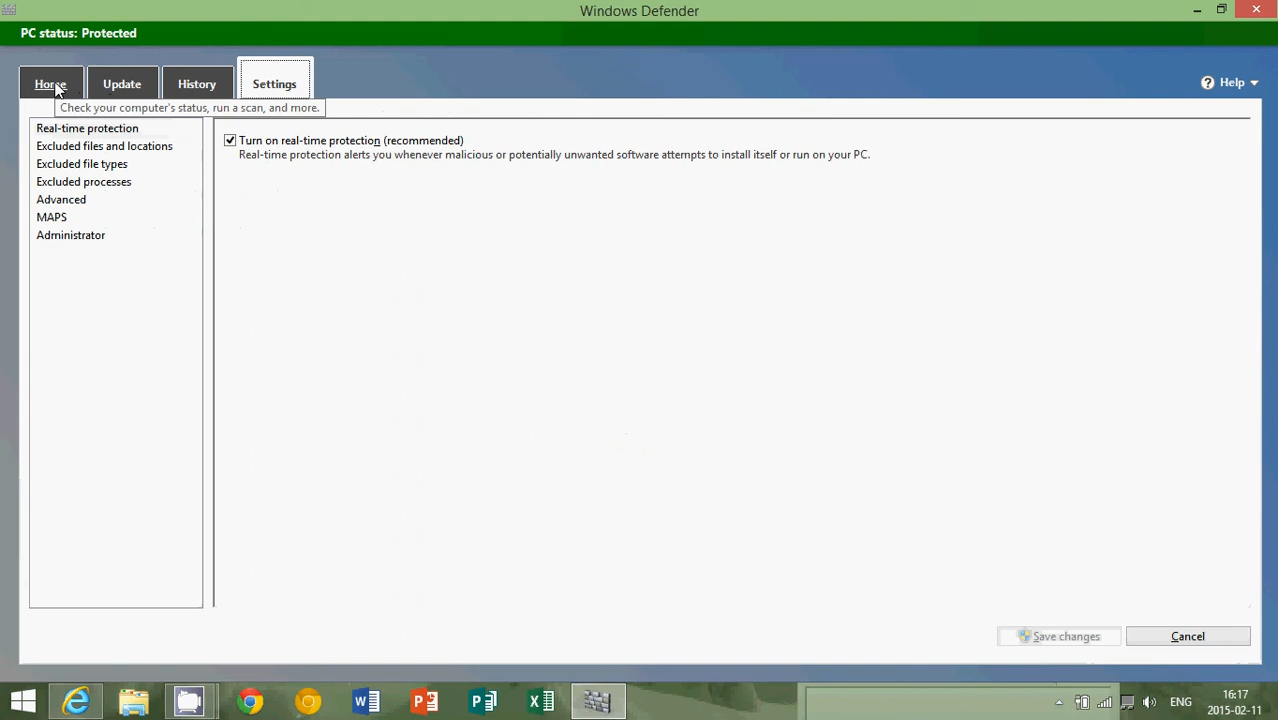 Windows Defender
PC status: Protected
Home
Update
History
Settings
Help
Check your computer's status, run a scan, and more.
Real-time protection
Excluded files and locations
Excluded file types
Excluded processes
Advanced
MAPS
Administrator
Turn on real-time protection (recommended)
Real-time protection alerts you whenever malicious or potentially unwanted software attempts to install itself or run on your PC.
Save changes
Cancel
ENG
16:17
2015-02-11